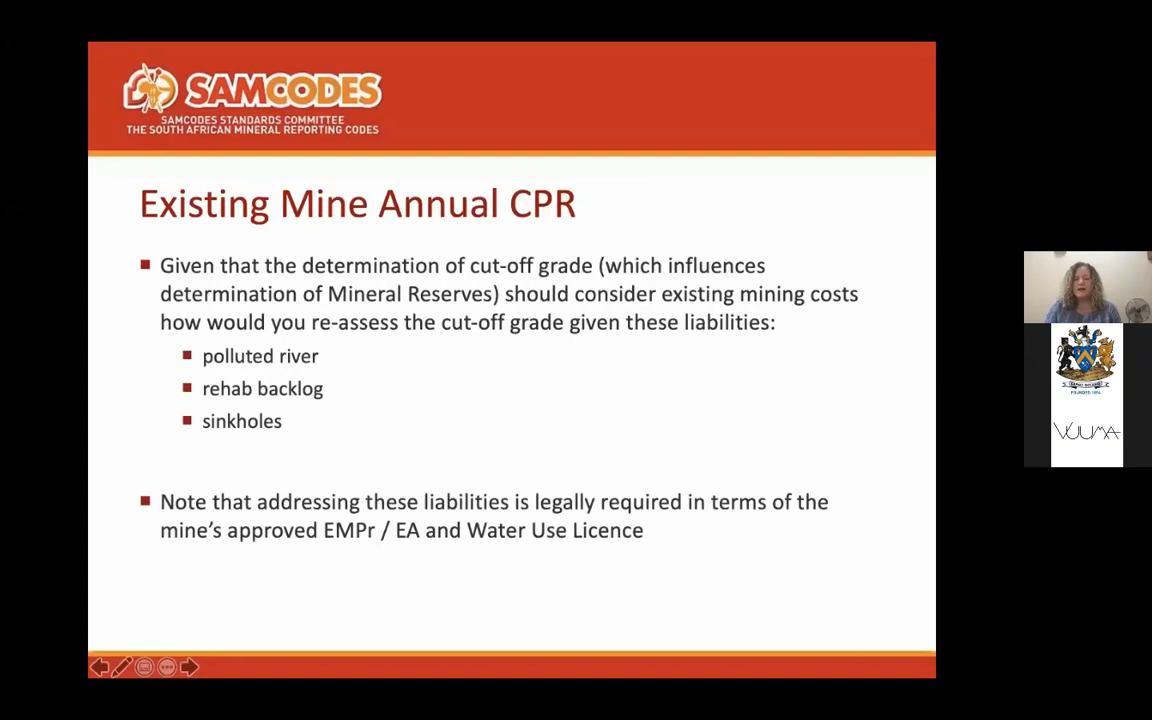 SAMCODES
SAMCODES STANDARDS COMMITTEE
THE SOUTH AFRICAN MINERAL REPORTING CODES
Existing Mine Annual CPR
Given that the determination of cut-off grade (which influences
determination of Mineral Reserves) should consider existing mining costs
how would you re-assess the cut-off grade given these liabilities:
polluted river
rehab backlog
sinkholes
Note that addressing these liabilities is legally required in terms of the
mine's approved EMPr / EA and Water Use Licence
FOUNDED 1894
VUUMA